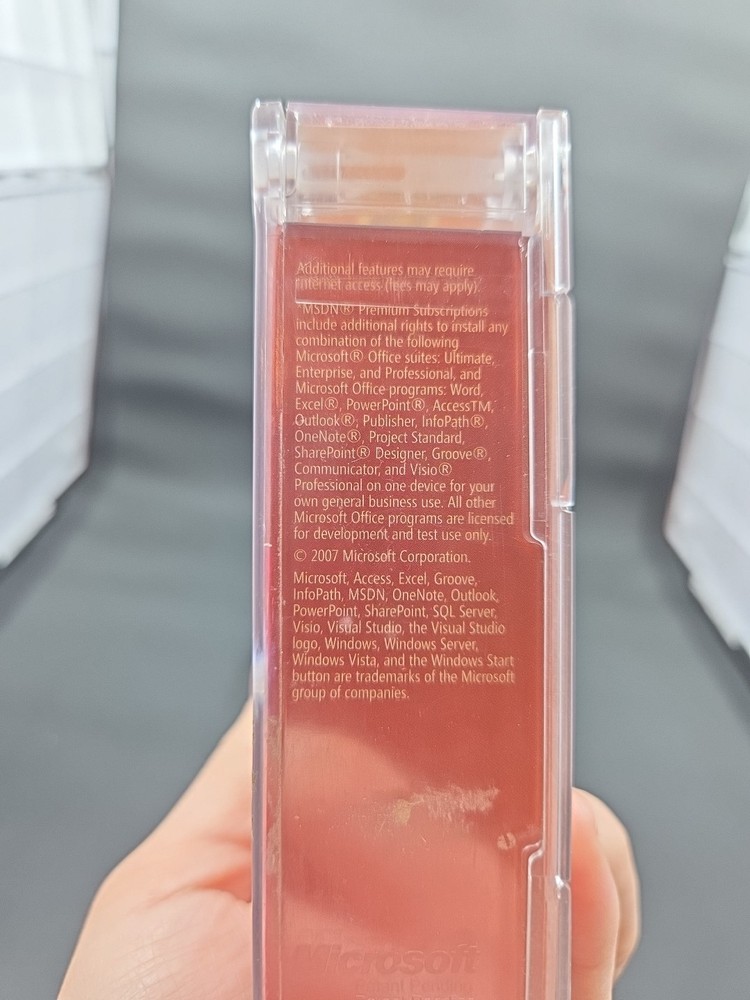 Additional features may require
internet access (fees may apply).
*MSDN® Premium Subscriptions
include additional rights to install any
combination of the following
Microsoft® Office suites: Ultimate,
Enterprise, and Professional, and
Microsoft Office programs: Word,
Excel®, PowerPoint®, AccessTM,
Outlook®, Publisher, InfoPath®,
OneNote®, Project Standard,
SharePoint® Designer, Groove®,
Communicator, and Visio®
Professional on one device for your
own general business use. All other
Microsoft Office programs are licensed
for development and test use only.
© 2007 Microsoft Corporation.
Microsoft, Access, Excel, Groove,
InfoPath, MSDN, OneNote, Outlook,
PowerPoint, SharePoint, SQL Server,
Visio, Visual Studio, the Visual Studio
logo, Windows, Windows Server,
Windows Vista, and the Windows Start
button are trademarks of the Microsoft
group of companies.
Microsoft
Patent Pending